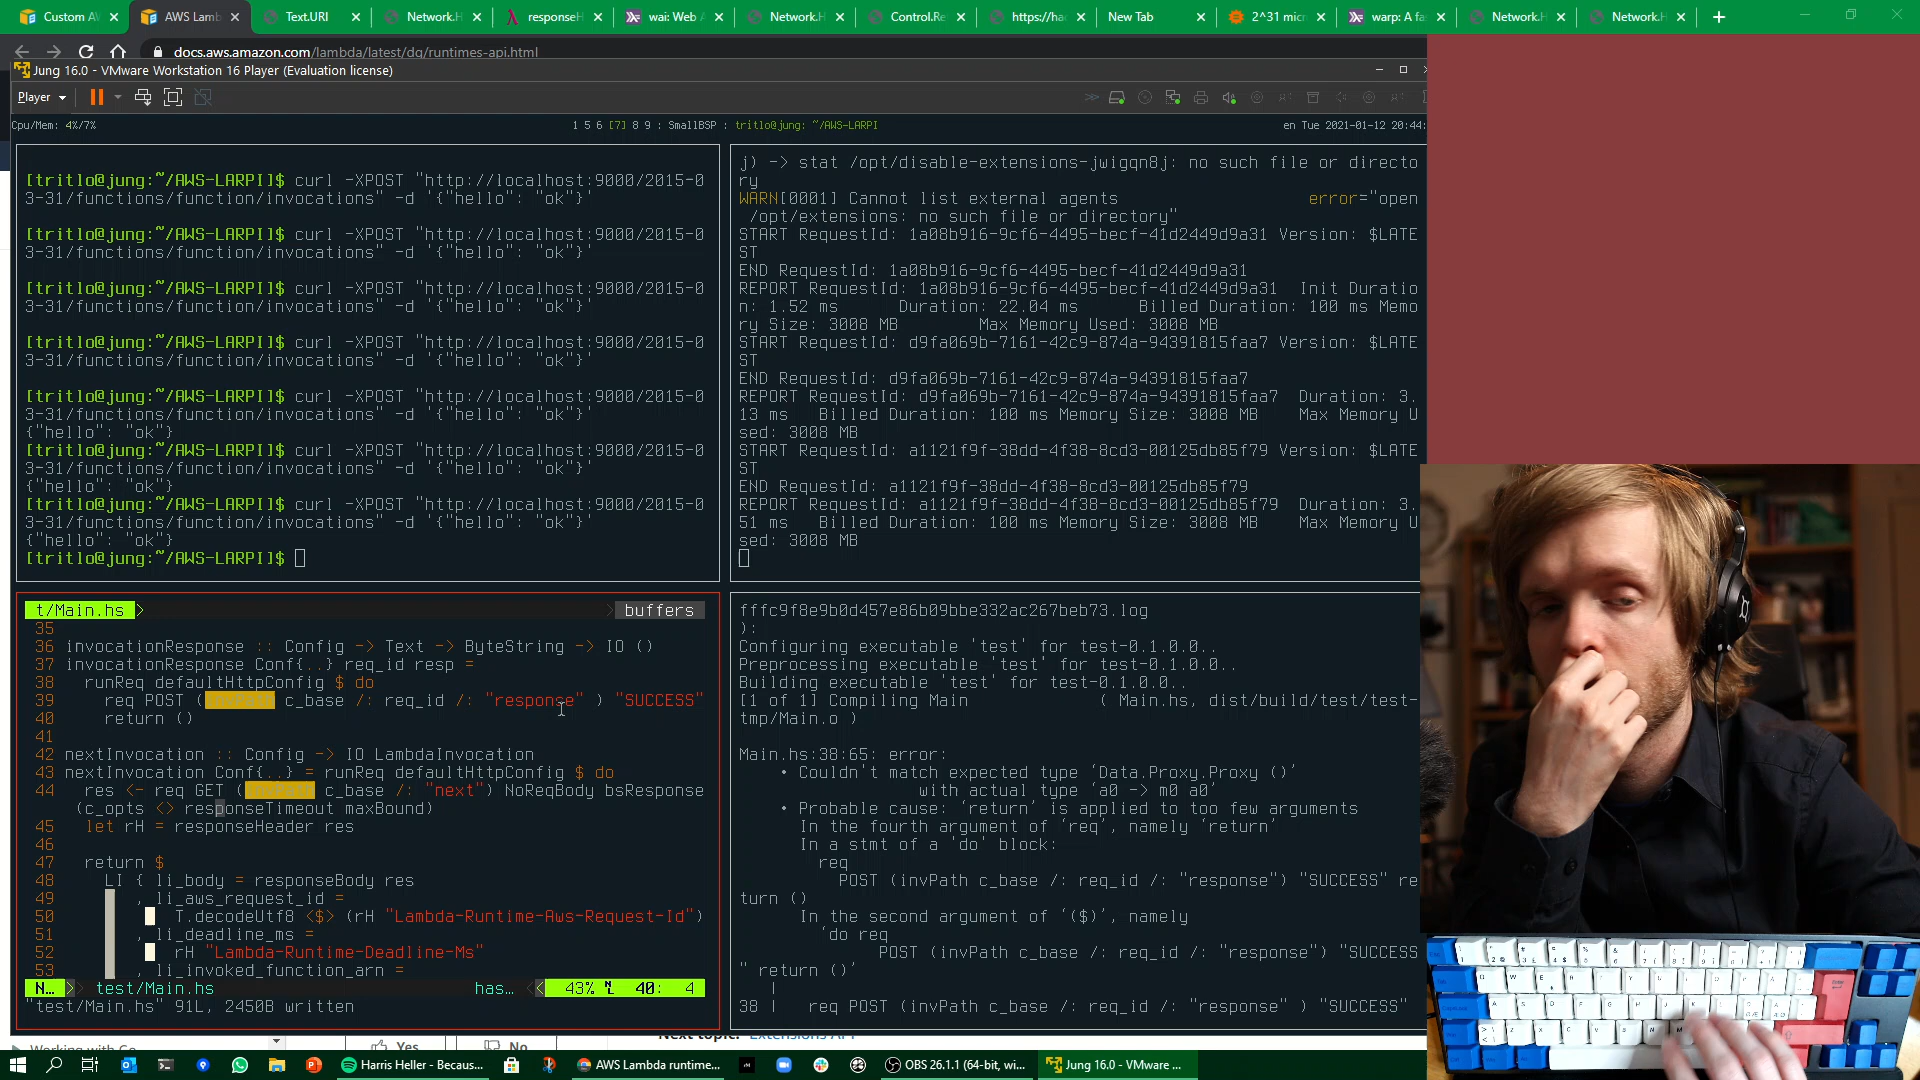 Custom AV
AWS Lamb
Text.URI
Network.H
responseH
wai: Web A
Network.H
Control.Re
https://hac
New Tab
2^31 micr
warp: A fa
Network.H
Network.H
docs.aws.amazon.com/lambda/latest/dg/runtimes-api.html
Jung 16.0 - VMware Workstation 16 Player (Evaluation license)
Player
Cpu/Mem: 4%/7%
1 5 6 [7] 8 9 : SmallBSP : tritlo@jung: ~/AWS-LARPI
en Tue 2021-01-12 20:44:
[tritlo@jung:~/AWS-LARPI]$ curl -XPOST "http://localhost:9000/2015-0
3-31/functions/function/invocations" -d '{"hello": "ok"}'
[tritlo@jung:~/AWS-LARPI]$ curl -XPOST "http://localhost:9000/2015-0
3-31/functions/function/invocations" -d '{"hello": "ok"}'
[tritlo@jung:~/AWS-LARPI]$ curl -XPOST "http://localhost:9000/2015-0
3-31/functions/function/invocations" -d '{"hello": "ok"}'
[tritlo@jung:~/AWS-LARPI]$ curl -XPOST "http://localhost:9000/2015-0
3-31/functions/function/invocations" -d '{"hello": "ok"}'
[tritlo@jung:~/AWS-LARPI]$ curl -XPOST "http://localhost:9000/2015-0
3-31/functions/function/invocations" -d '{"hello": "ok"}'
{"hello": "ok"}
[tritlo@jung:~/AWS-LARPI]$ curl -XPOST "http://localhost:9000/2015-0
3-31/functions/function/invocations" -d '{"hello": "ok"}'
{"hello": "ok"}
[tritlo@jung:~/AWS-LARPI]$ curl -XPOST "http://localhost:9000/2015-0
3-31/functions/function/invocations" -d '{"hello": "ok"}'
{"hello": "ok"}
[tritlo@jung:~/AWS-LARPI]$
j) -> stat /opt/disable-extensions-jwigqn8j: no such file or directo
ry
WARN[0001] Cannot list external agents error="open
/opt/extensions: no such file or directory"
START RequestId: 1a08b916-9cf6-4495-becf-41d2449d9a31 Version: $LATE
ST
END RequestId: 1a08b916-9cf6-4495-becf-41d2449d9a31
REPORT RequestId: 1a08b916-9cf6-4495-becf-41d2449d9a31 Init Duratio
n: 1.52 ms Duration: 22.04 ms Billed Duration: 100 ms Memo
ry Size: 3008 MB Max Memory Used: 3008 MB
START RequestId: d9fa069b-7161-42c9-874a-94391815faa7 Version: $LATE
ST
END RequestId: d9fa069b-7161-42c9-874a-94391815faa7
REPORT RequestId: d9fa069b-7161-42c9-874a-94391815faa7 Duration: 3.
13 ms Billed Duration: 100 ms Memory Size: 3008 MB Max Memory U
sed: 3008 MB
START RequestId: a1121f9f-38dd-4f38-8cd3-00125db85f79 Version: $LATE
ST
END RequestId: a1121f9f-38dd-4f38-8cd3-00125db85f79
REPORT RequestId: a1121f9f-38dd-4f38-8cd3-00125db85f79 Duration: 3.
51 ms Billed Duration: 100 ms Memory Size: 3008 MB Max Memory U
sed: 3008 MB
t/Main.hs
buffers
35
36 invocationResponse :: Config -> Text -> ByteString -> IO ()
37 invocationResponse Conf{..} req_id resp =
38 runReq defaultHttpConfig $ do
39 req POST ( c_base /: req_id /: "response" ) "SUCCESS"
40 return ()
41
42 nextInvocation :: Config -> IO LambdaInvocation
43 nextInvocation Conf{..} = runReq defaultHttpConfig $ do
44 res <- req GET ( c_base /: "next") NoReqBody bsResponse
(c_opts <> responseTimeout maxBound)
45 let rH = responseHeader res
46
47 return $
48 LI { li_body = responseBody res
49 , li_aws_request_id =
50 T.decodeUtf8 <$> (rH "Lambda-Runtime-Aws-Request-Id")
51 , li_deadline_ms =
52 rH "Lambda-Runtime-Deadline-Ms"
53 , li_invoked_function_arn =
N… test/Main.hs has… 43% 40: 4
"test/Main.hs" 91L, 2450B written
fffc9f8e9b0d457e86b09bbe332ac267beb73.log
):
Configuring executable 'test' for test-0.1.0.0..
Preprocessing executable 'test' for test-0.1.0.0..
Building executable 'test' for test-0.1.0.0..
[1 of 1] Compiling Main ( Main.hs, dist/build/test/test-
tmp/Main.o )
Main.hs:38:65: error:
• Couldn't match expected type ‘Data.Proxy.Proxy ()’
with actual type ‘a0 -> m0 a0’
• Probable cause: ‘return’ is applied to too few arguments
In the fourth argument of ‘req’, namely ‘return’
In a stmt of a 'do' block:
req
POST (invPath c_base /: req_id /: "response") "SUCCESS" re
turn ()
In the second argument of ‘($)’, namely
‘do req
POST (invPath c_base /: req_id /: "response") "SUCCESS
" return ()’
|
38 | req POST (invPath c_base /: req_id /: "response" ) "SUCCESS"
Yes
No
Harris Heller - Becaus...
AWS Lambda runtime...
OBS 26.1.1 (64-bit, wi...
Jung 16.0 - VMware ...